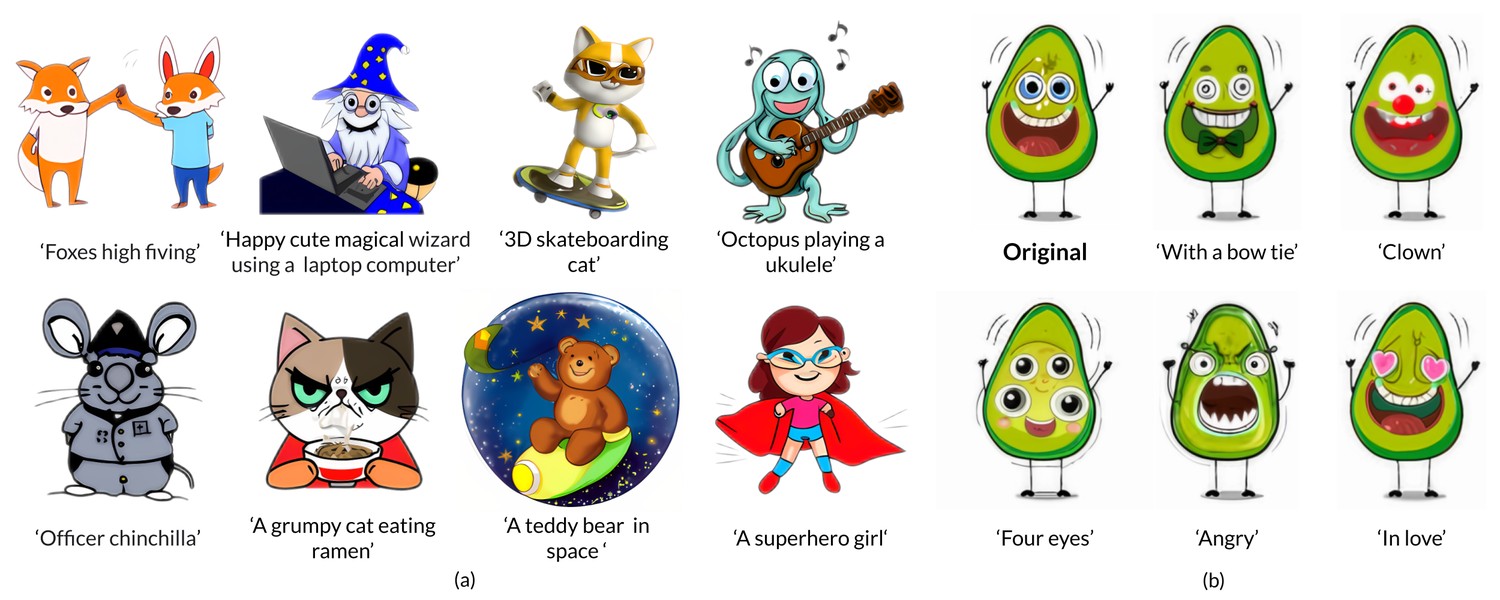 ‘Foxes high fiving’
‘Happy cute magical wizard
using a laptop computer’
‘3D skateboarding
cat’
‘Octopus playing a
ukulele’
‘Officer chinchilla’
‘A grumpy cat eating
ramen’
‘A teddy bear in
space ‘
‘A superhero girl‘
(a)
Original
‘With a bow tie’
‘Clown’
‘Four eyes’
‘Angry’
‘In love’
(b)